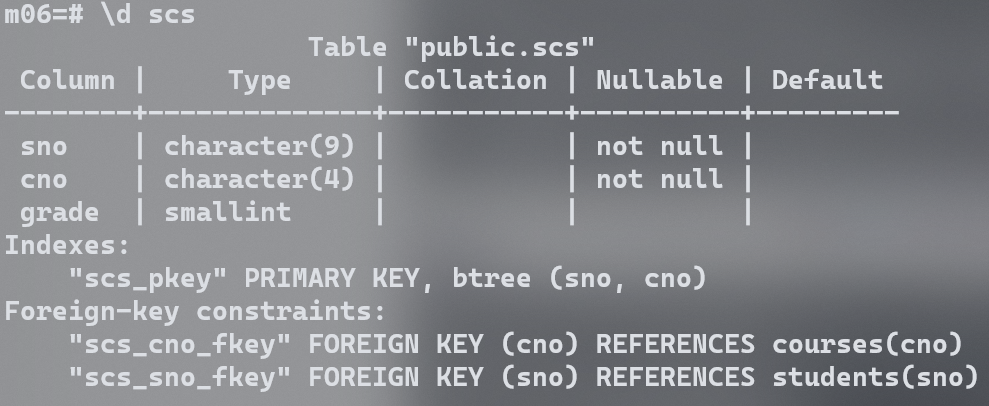 m06=# \d scs
                   Table "public.scs"
 Column |     Type     | Collation | Nullable | Default
--------+--------------+-----------+----------+---------
 sno    | character(9) |           | not null |
 cno    | character(4) |           | not null |
 grade  | smallint     |           |          |
Indexes:
    "scs_pkey" PRIMARY KEY, btree (sno, cno)
Foreign-key constraints:
    "scs_cno_fkey" FOREIGN KEY (cno) REFERENCES courses(cno)
    "scs_sno_fkey" FOREIGN KEY (sno) REFERENCES students(sno)